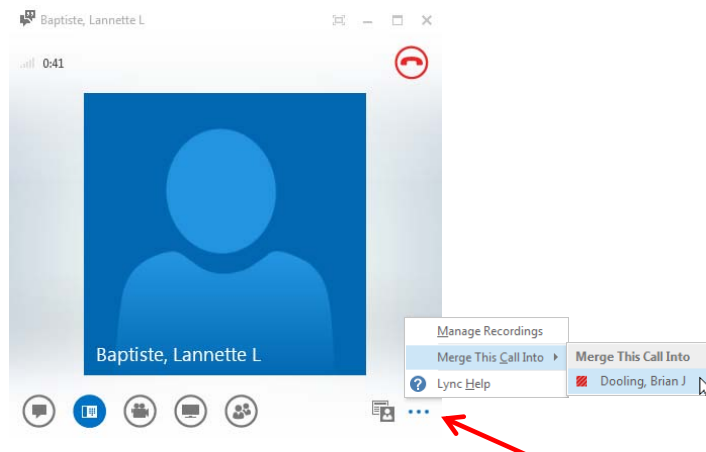 Baptiste, Lannette L
0:41
Baptiste, Lannette L
Manage Recordings
Merge This Call Into
Lync Help
Merge This Call Into
Dooling, Brian J